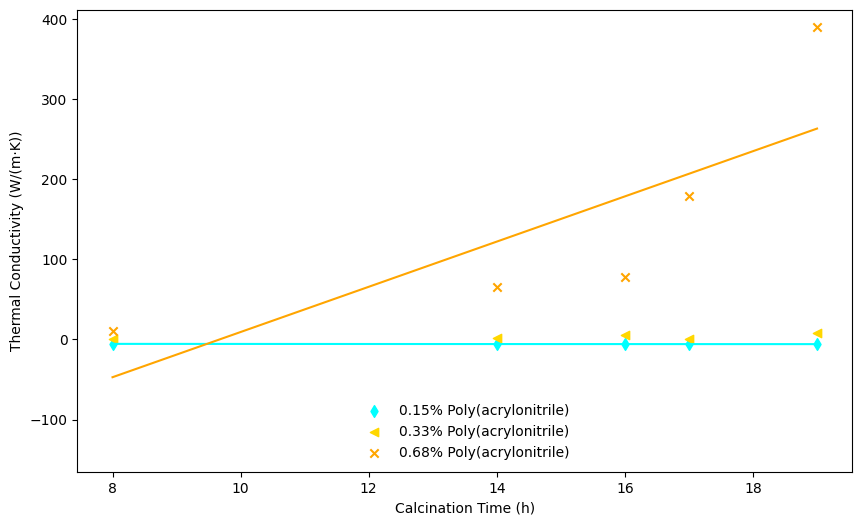 400
300
200
100
0
−100
Thermal Conductivity (W/(m·K))
0.15% Poly(acrylonitrile)
0.33% Poly(acrylonitrile)
0.68% Poly(acrylonitrile)
8 10 12 14 16 18
Calcination Time (h)